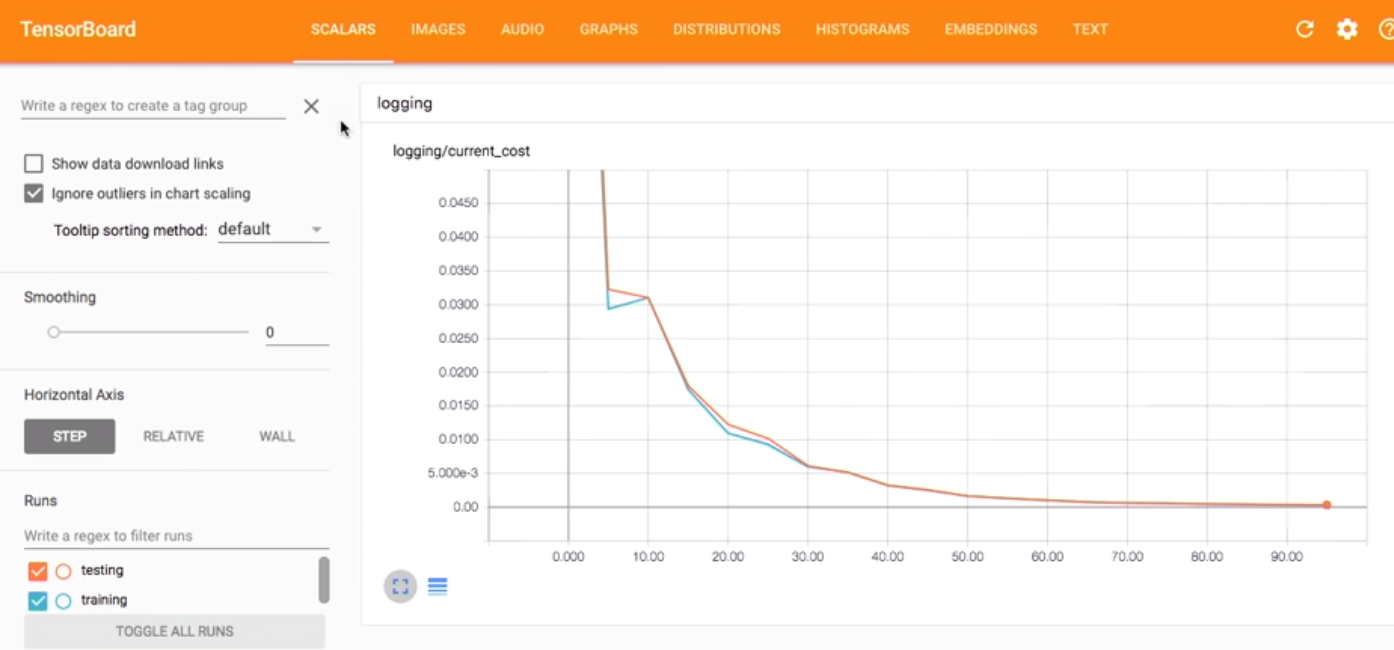 TensorBoard
SCALARS IMAGES AUDIO GRAPHS DISTRIBUTIONS HISTOGRAMS EMBEDDINGS TEXT
Write a regex to create a tag group
Show data download links
Ignore outliers in chart scaling
Tooltip sorting method: default
Smoothing
0
Horizontal Axis
STEP RELATIVE WALL
Runs
Write a regex to filter runs
testing
training
TOGGLE ALL RUNS
logging
logging/current_cost
0.0450
0.0400
0.0350
0.0300
0.0250
0.0200
0.0150
0.0100
5.000e-3
0.00
0.000 10.00 20.00 30.00 40.00 50.00 60.00 70.00 80.00 90.00